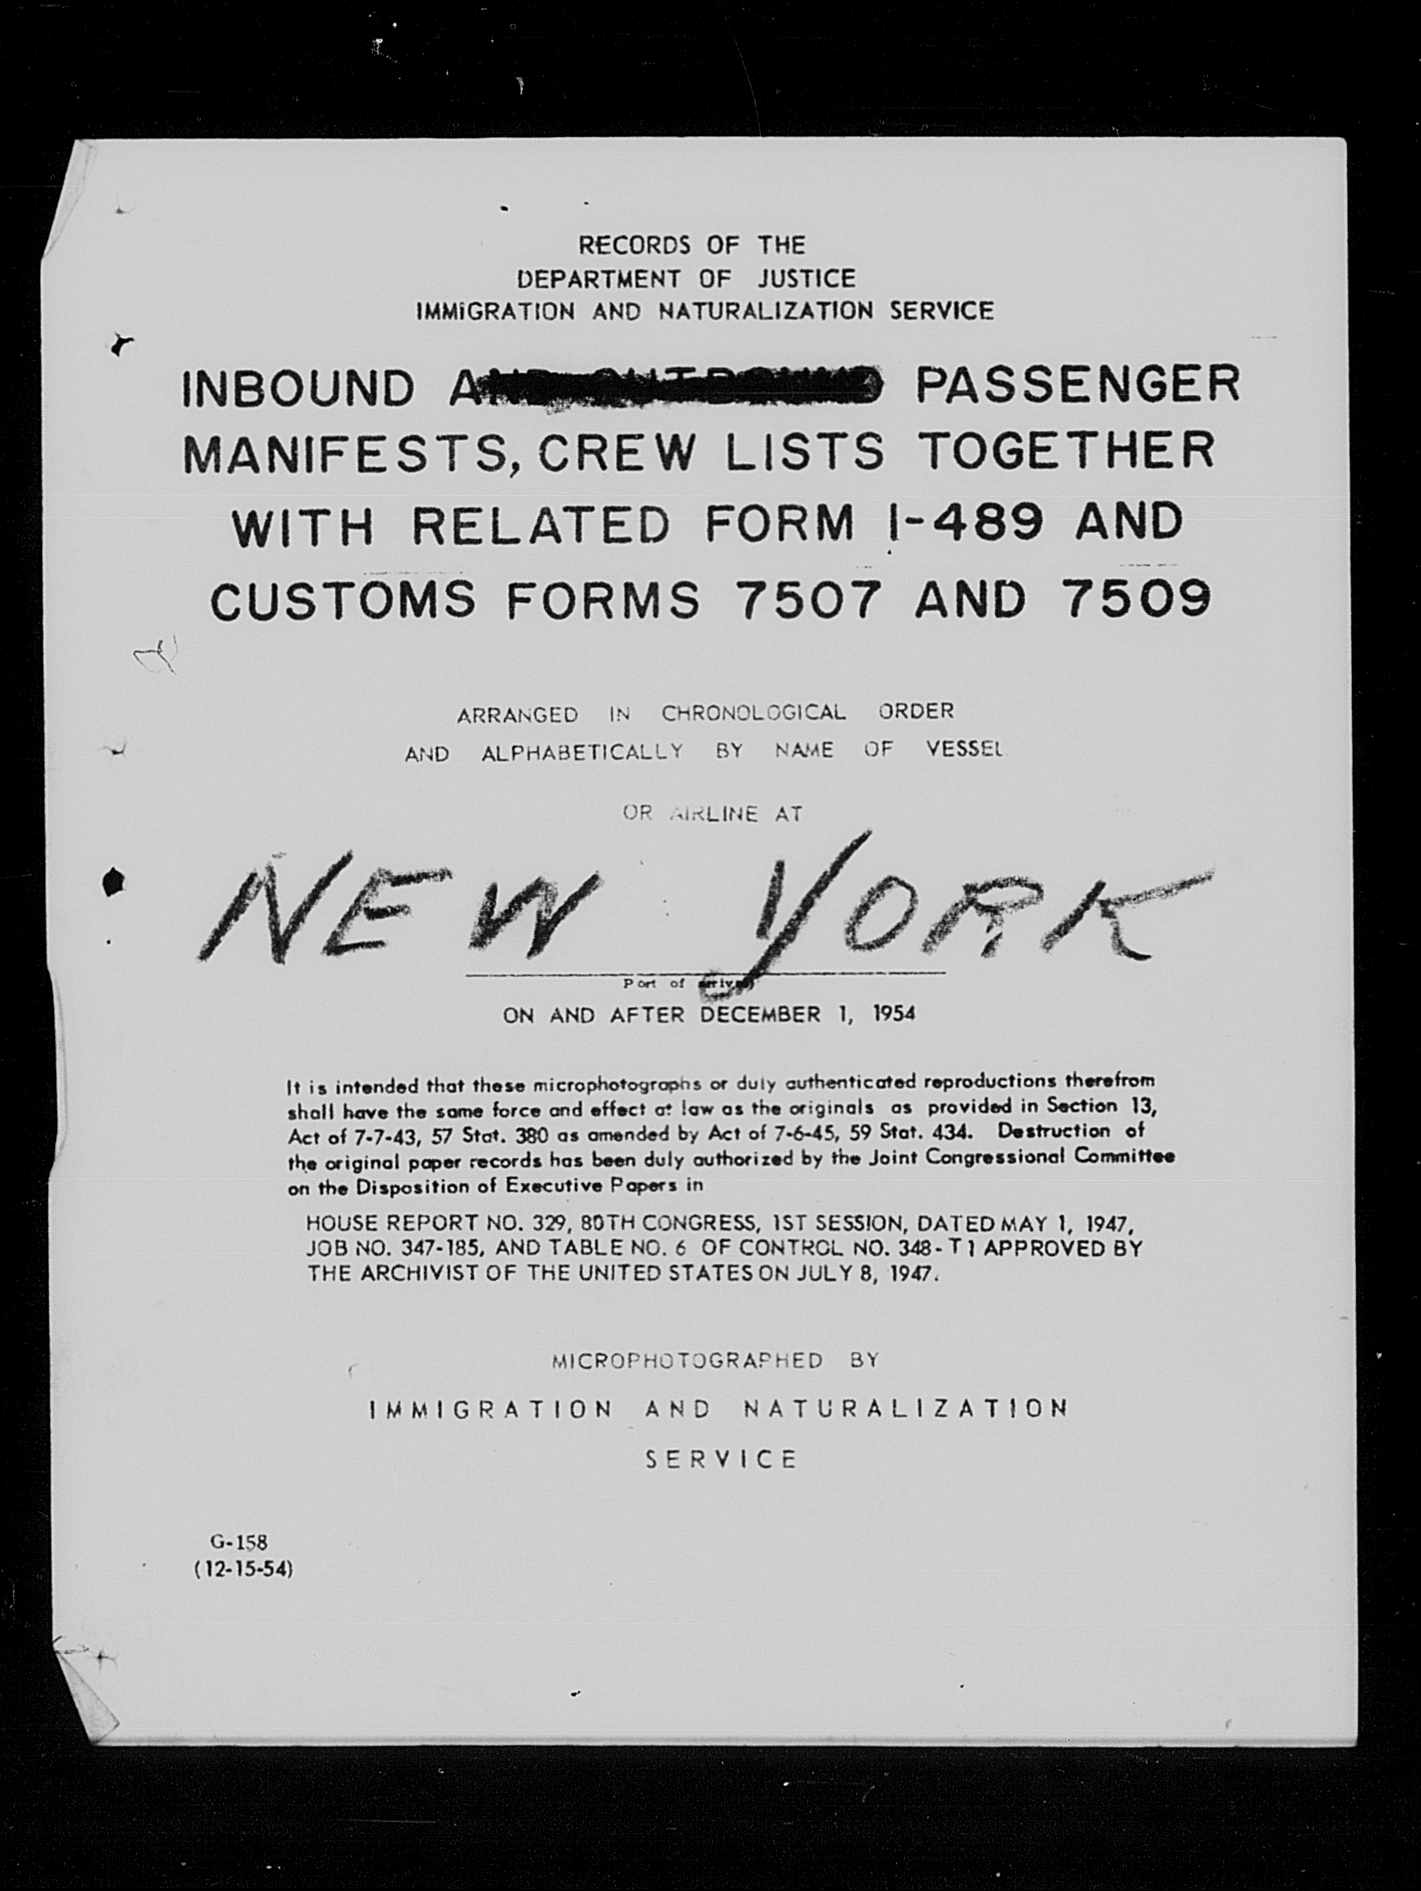 RECORDS OF THE
DEPARTMENT OF JUSTICE
IMMIGRATION AND NATURALIZATION SERVICE
INBOUND AND OUTBOUND PASSENGER
MANIFESTS, CREW LISTS TOGETHER
WITH RELATED FORM I-489 AND
CUSTOMS FORMS 7507 AND 7509
ARRANGED IN CHRONOLOGICAL ORDER
AND ALPHABETICALLY BY NAME OF VESSEL
OR AIRLINE AT
NEW YORK
Port of arrival
ON AND AFTER DECEMBER 1, 1954
It is intended that these microphotographs or duly authenticated reproductions therefrom
shall have the same force and effect at law as the originals as provided in Section 13,
Act of 7-7-43, 57 Stat. 380 as amended by Act of 7-6-45, 59 Stat. 434. Destruction of
the original paper records has been duly authorized by the Joint Congressional Committee
on the Disposition of Executive Papers in
HOUSE REPORT NO. 329, 80TH CONGRESS, 1ST SESSION, DATED MAY 1, 1947,
JOB NO. 347-185, AND TABLE NO. 6 OF CONTROL NO. 348-T1 APPROVED BY
THE ARCHIVIST OF THE UNITED STATES ON JULY 8, 1947.
MICROPHOTOGRAPHED BY
IMMIGRATION AND NATURALIZATION
SERVICE
G-158
(12-15-54)